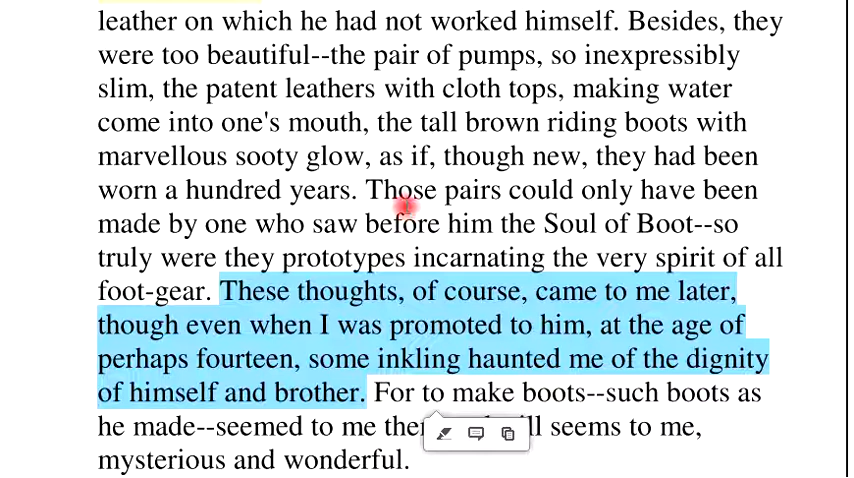 leather on which he had not worked himself. Besides, they
were too beautiful--the pair of pumps, so inexpressibly
slim, the patent leathers with cloth tops, making water
come into one's mouth, the tall brown riding boots with
marvellous sooty glow, as if, though new, they had been
worn a hundred years. Those pairs could only have been
made by one who saw before him the Soul of Boot--so
truly were they prototypes incarnating the very spirit of all
foot-gear. These thoughts, of course, came to me later,
though even when I was promoted to him, at the age of
perhaps fourteen, some inkling haunted me of the dignity
of himself and brother. For to make boots--such boots as
he made--seemed to me seems to me,
mysterious and wonderful.